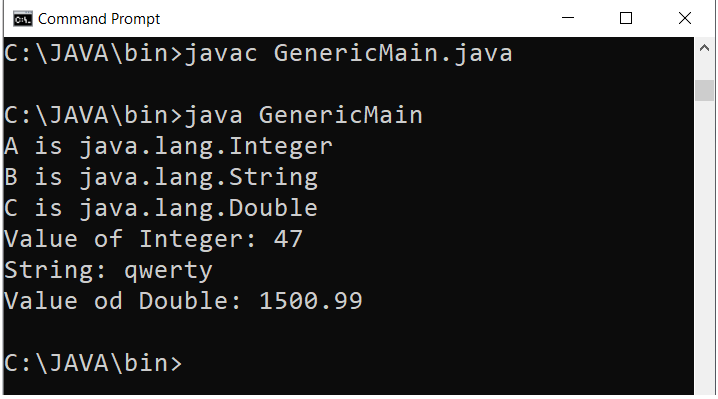 Command Prompt
C:\JAVA\bin>javac GenericMain.java
C:\JAVA\bin>java GenericMain
A is java.lang.Integer
B is java.lang.String
C is java.lang.Double
Value of Integer: 47
String: qwerty
Value od Double: 1500.99
C:\JAVA\bin>